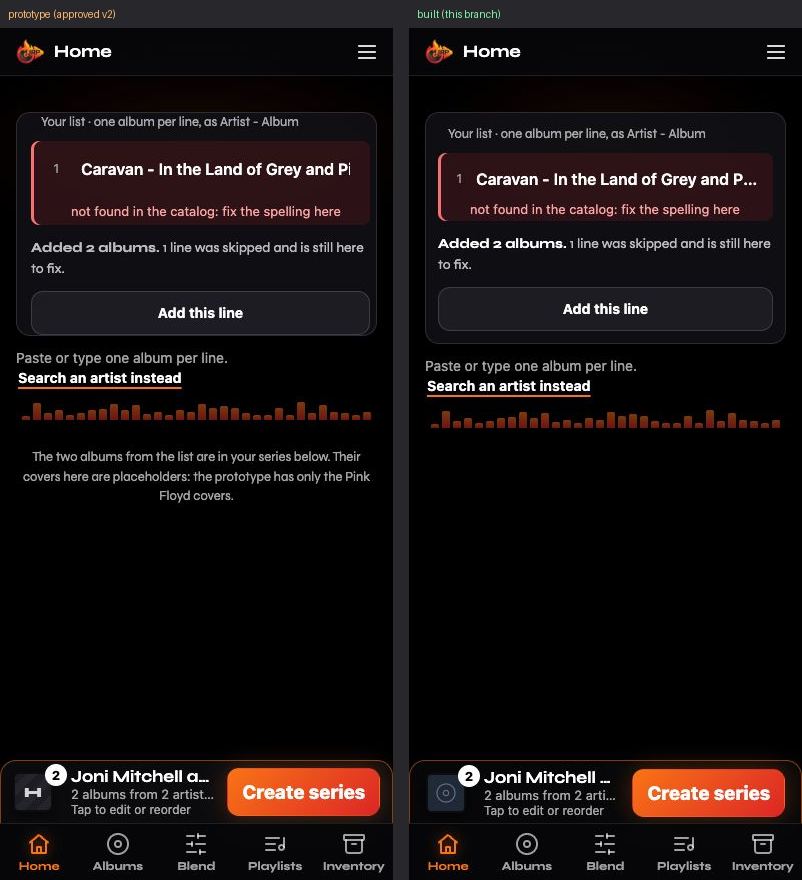 prototype (approved v2)
Home
Your list · one album per line, as Artist - Album
1 Caravan - In the Land of Grey and Pi
not found in the catalog: fix the spelling here
Added 2 albums. 1 line was skipped and is still here
to fix.
Add this line
Paste or type one album per line.
Search an artist instead
The two albums from the list are in your series below. Their
covers here are placeholders: the prototype has only the Pink
Floyd covers.
2
Joni Mitchell a...
2 albums from 2 artist...
Tap to edit or reorder
Create series
Home Albums Blend Playlists Inventory
built (this branch)
Home
Your list · one album per line, as Artist - Album
1 Caravan - In the Land of Grey and P...
not found in the catalog: fix the spelling here
Added 2 albums. 1 line was skipped and is still here
to fix.
Add this line
Paste or type one album per line.
Search an artist instead
2
Joni Mitchell ...
2 albums from 2 arti...
Tap to edit or reorder
Create series
Home Albums Blend Playlists Inventory